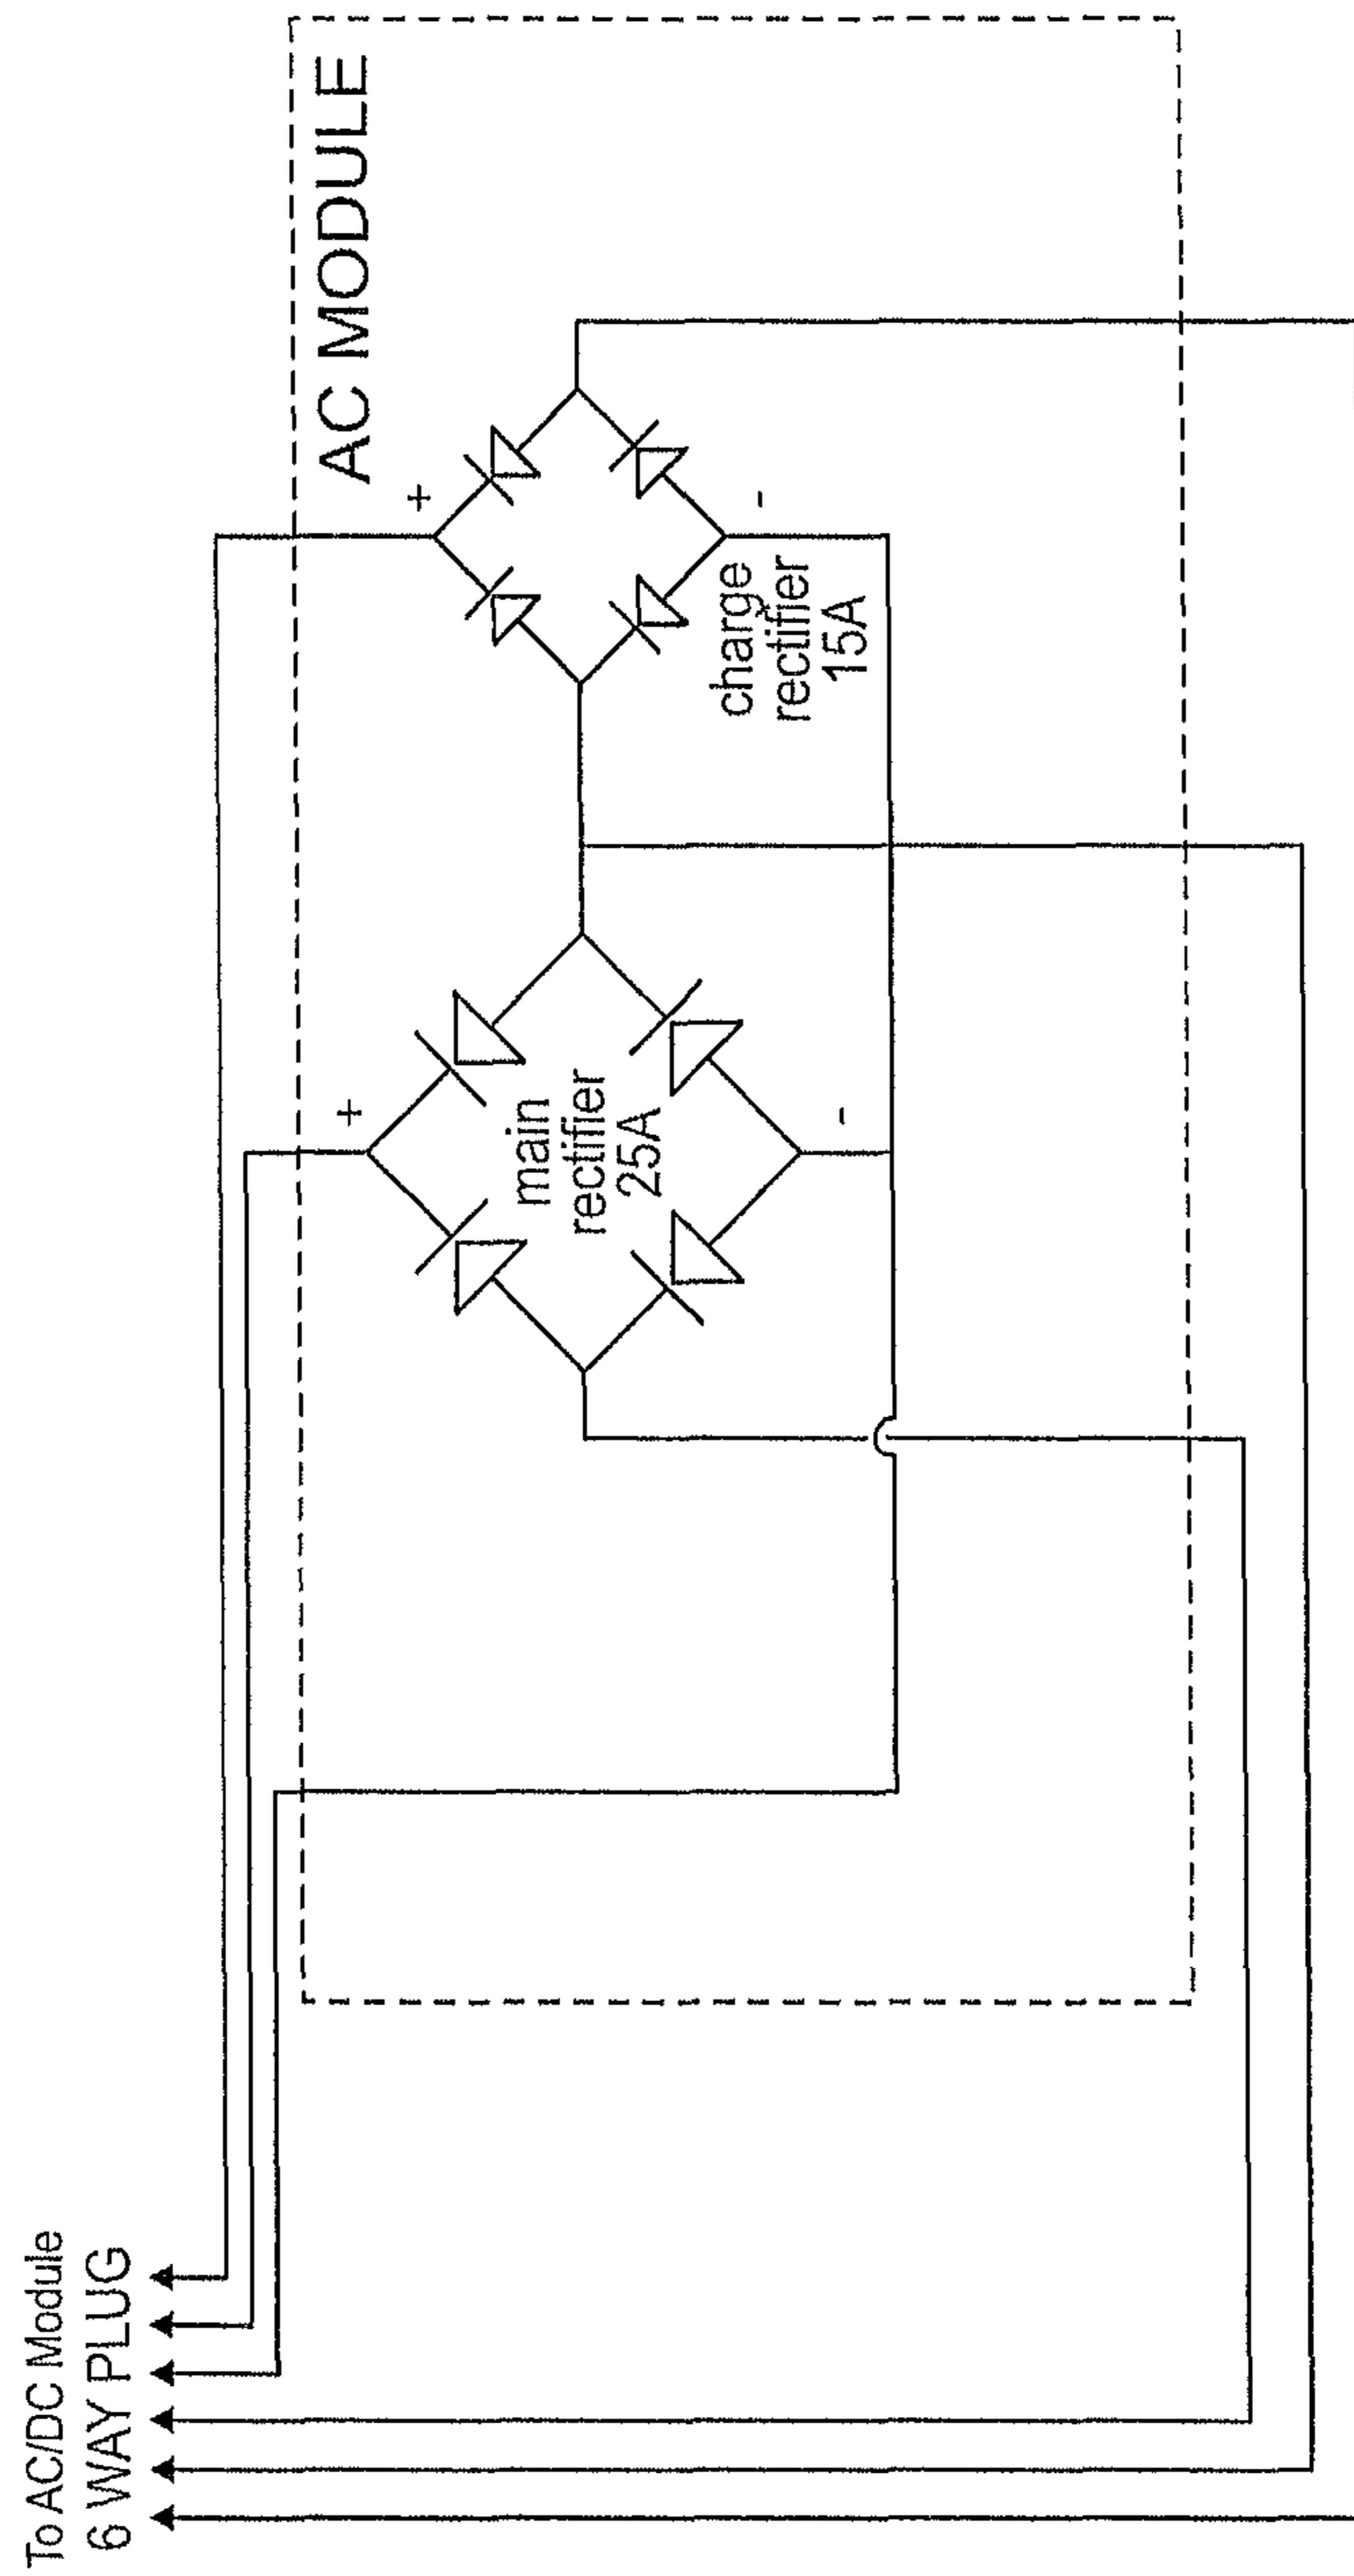 To AC/DC Module
6 WAY PLUG
AC MODULE
+
-
main
rectifier
25A
+
-
charge
rectifier
15A